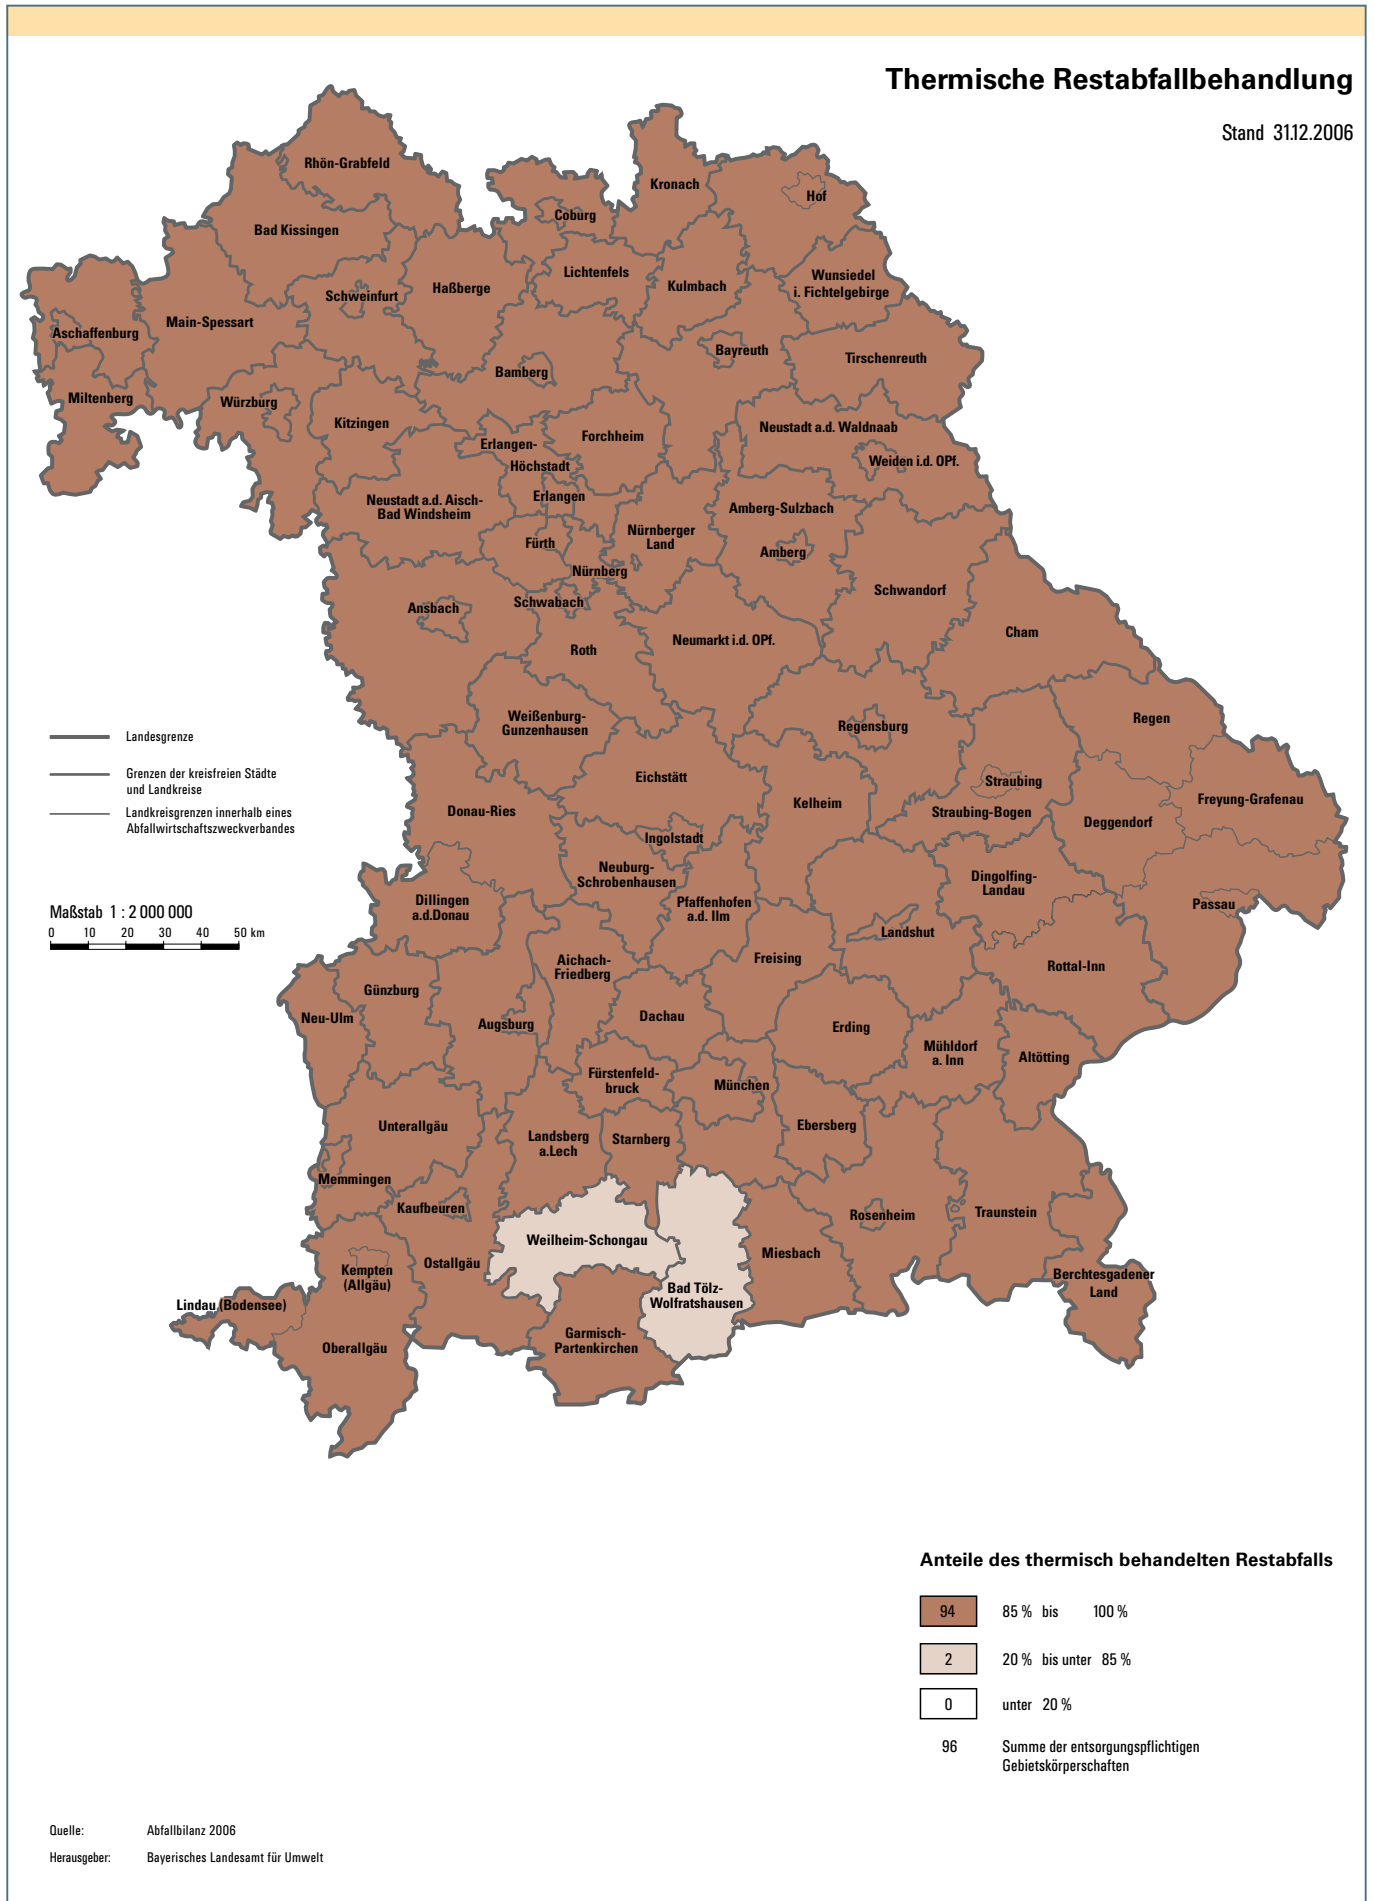 Thermische Restabfallbehandlung
Stand 31.12.2006
Rhön-Grabfeld
Kronach
Hof
Coburg
Bad Kissingen
Lichtenfels
Wunsiedel
i. Fichtelgebirge
Kulmbach
Haßberge
Schweinfurt
Main-Spessart
Aschaffenburg
Bayreuth
Tirschenreuth
Bamberg
Miltenberg
Würzburg
Kitzingen
Neustadt a.d. Waldnaab
Forchheim
Erlangen-
Höchstadt
Weiden i.d. OPf.
Erlangen
Neustadt a.d. Aisch-
Bad Windsheim
Amberg-Sulzbach
Nürnberger
Land
Fürth
Amberg
Nürnberg
Schwandorf
Schwabach
Ansbach
Cham
Neumarkt i.d. OPf.
Roth
Weißenburg-
Gunzenhausen
Regen
Regensburg
Landesgrenze
Grenzen der kreisfreien Städte
und Landkreise
Landkreisgrenzen innerhalb eines
Abfallwirtschaftszweckverbandes
Eichstätt
Straubing
Freyung-Grafenau
Kelheim
Donau-Ries
Straubing-Bogen
Deggendorf
Ingolstadt
Neuburg-
Schrobenhausen
Dingolfing-
Landau
Dillingen
a.d.Donau
Pfaffenhofen
a.d. Ilm
Passau
Maßstab 1 : 2 000 000
0 10 20 30 40 50 km
Landshut
Aichach-
Friedberg
Freising
Rottal-Inn
Günzburg
Neu-Ulm
Augsburg
Dachau
Erding
Mühldorf
a. Inn
Altötting
Fürstenfeld-
bruck
München
Unterallgäu
Landsberg
a.Lech
Starnberg
Ebersberg
Memmingen
Kaufbeuren
Rosenheim
Traunstein
Weilheim-Schongau
Miesbach
Ostallgäu
Kempten
(Allgäu)
Berchtesgadener
Land
Bad Tölz-
Wolfratshausen
Lindau (Bodensee)
Garmisch-
Partenkirchen
Oberallgäu
Anteile des thermisch behandelten Restabfalls
94 85 % bis 100 %
2 20 % bis unter 85 %
0 unter 20 %
96 Summe der entsorgungspflichtigen
Gebietskörperschaften
Quelle: Abfallbilanz 2006
Herausgeber: Bayerisches Landesamt für Umwelt